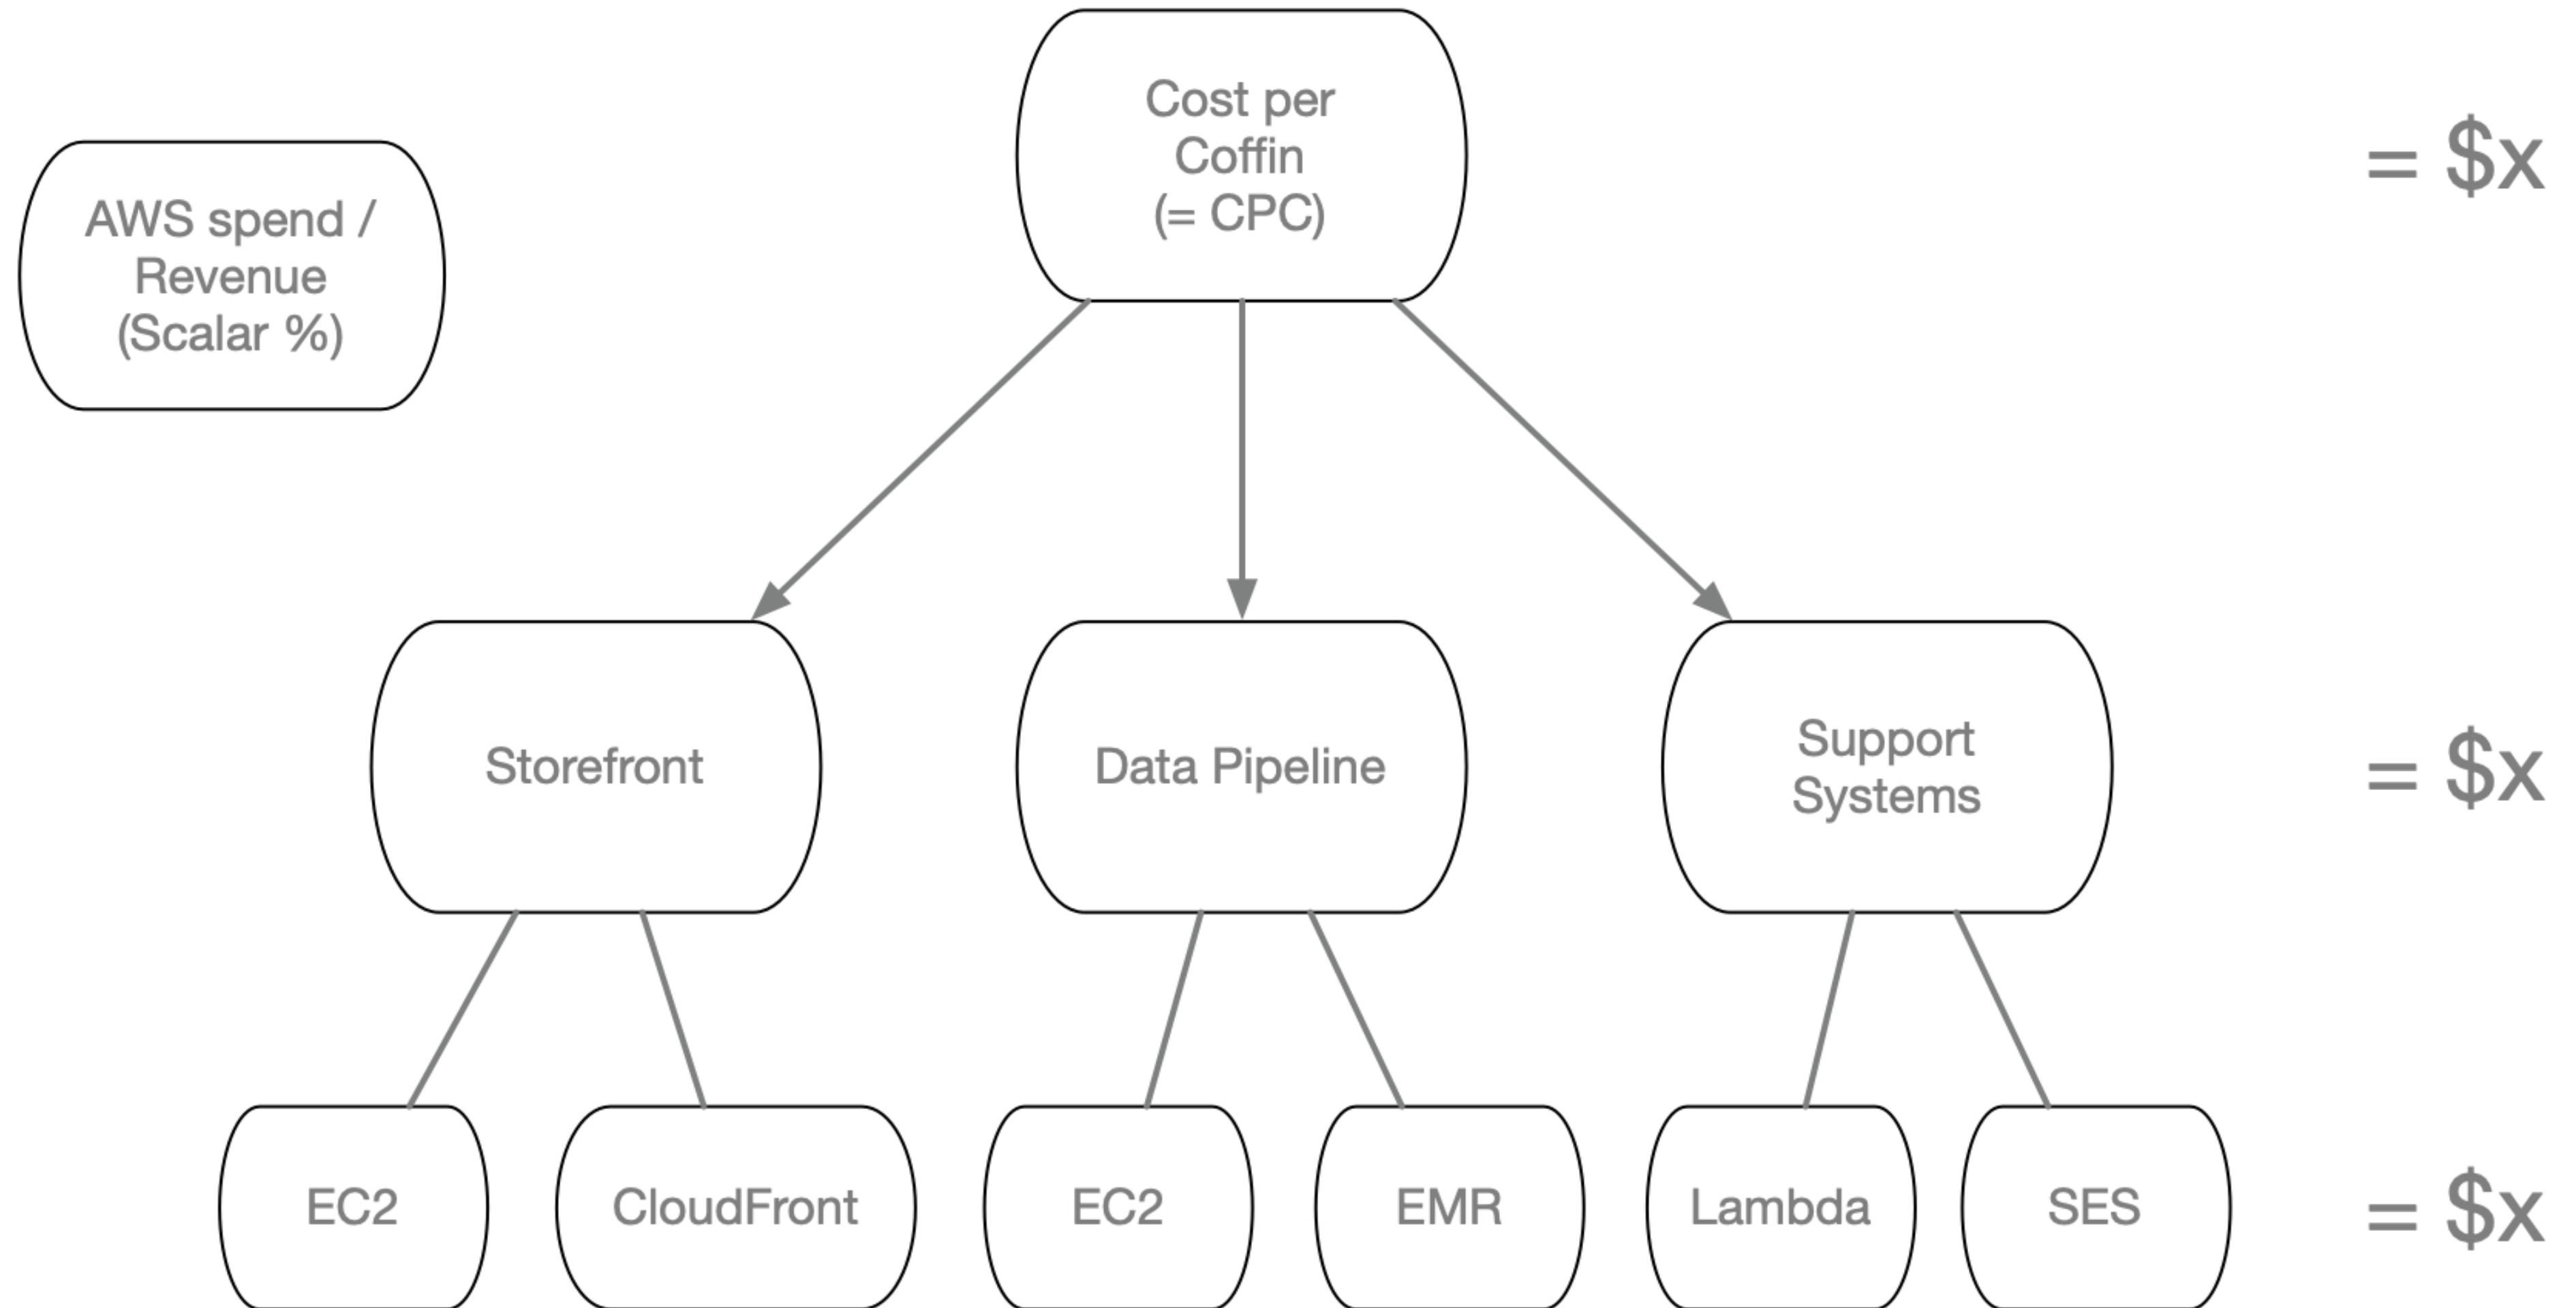 Cost per
Coffin
(= CPC)
= $x
AWS spend /
Revenue
(Scalar %)
Storefront
Data Pipeline
Support
Systems
= $x
EC2
CloudFront
EC2
EMR
Lambda
SES
= $x